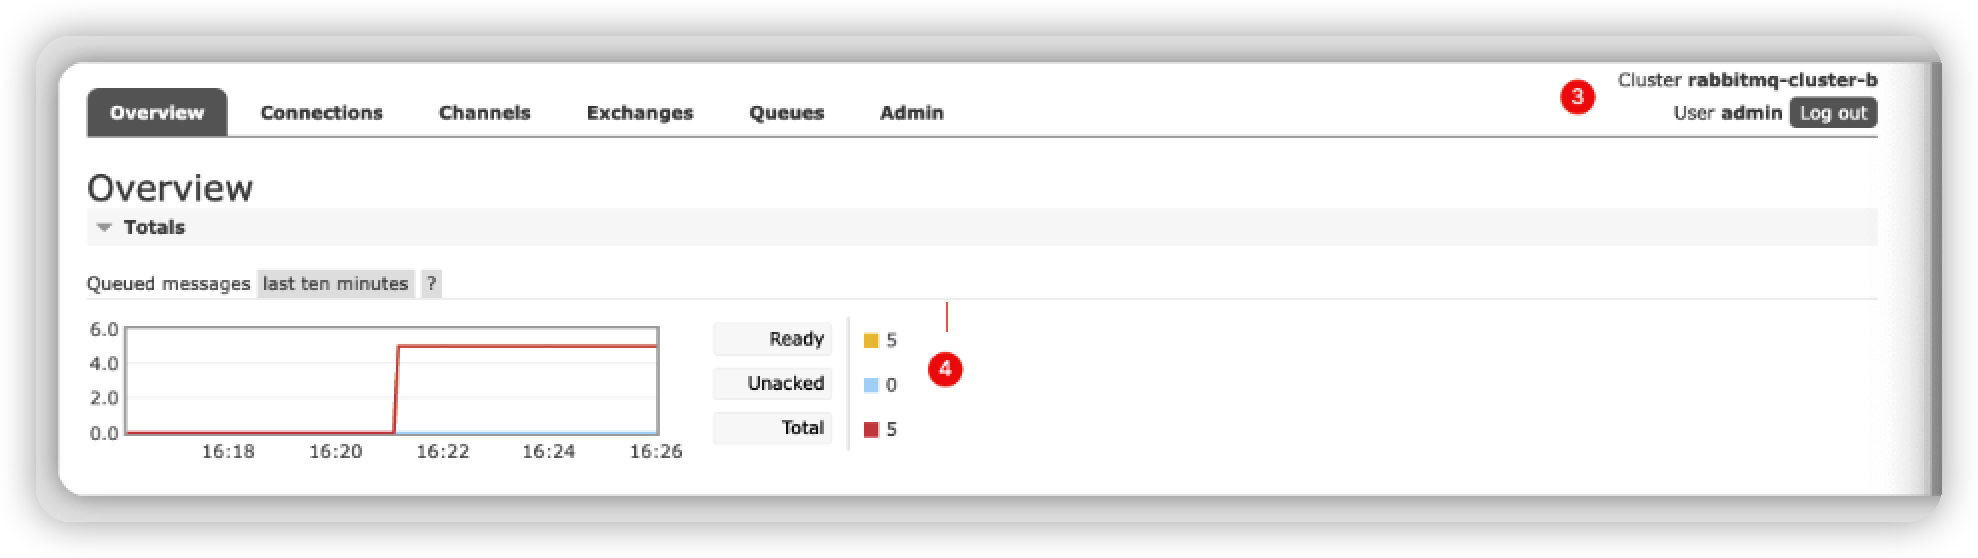 Cluster rabbitmq-cluster-b
3
Overview Connections Channels Exchanges Queues Admin
User admin Log out
Overview
Totals
Queued messages last ten minutes ?
6.0
4.0
2.0
0.0
16:18 16:20 16:22 16:24 16:26
Ready 5
4
Unacked 0
Total 5